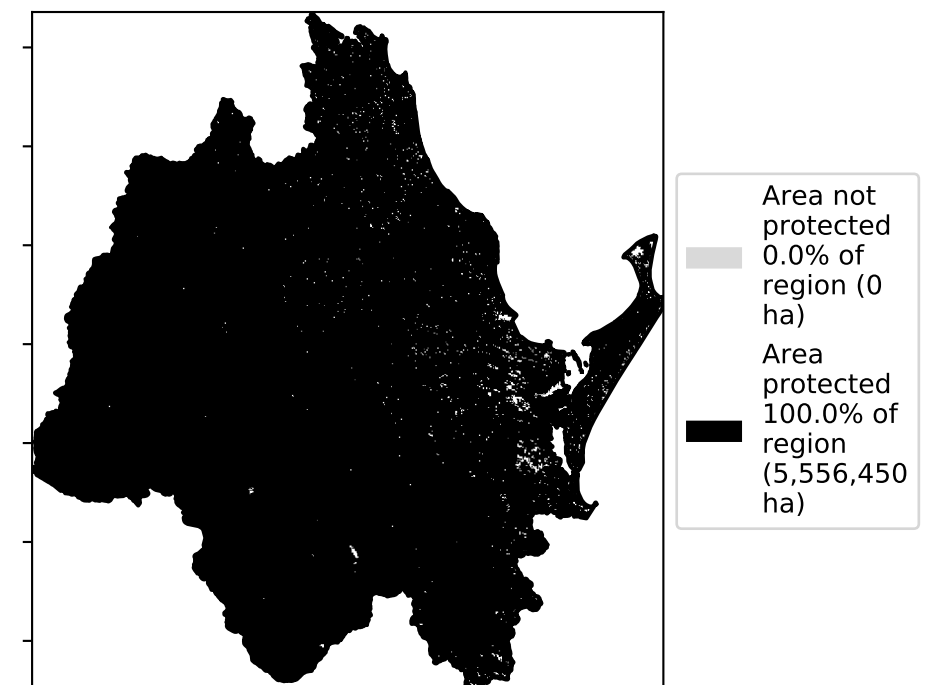 Area not
protected
0.0% of
region (0
ha)
Area
protected
100.0% of
region
(5,556,450
ha)